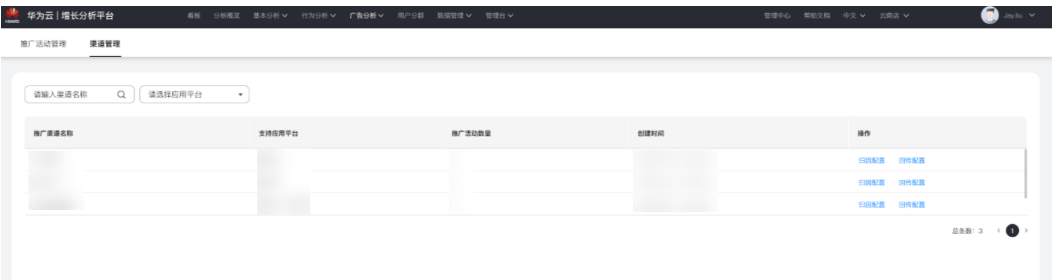 华为云 | 增长分析平台 看板 分析概览 基本分析 行为分析 广告分析 用户分群 数据管理 管理台 管理中心 帮助文档 中文 云商店
推广活动管理 渠道管理
请输入渠道名称 请选择应用平台
推广渠道名称 支持应用平台 推广活动数量 创建时间 操作
归因配置 回传配置
归因配置 回传配置
归因配置 回传配置
总条数: 3 1